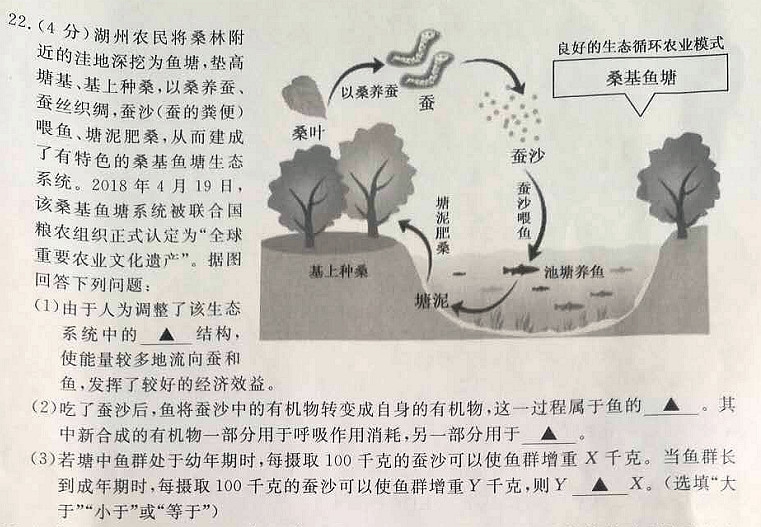 22.(4 分)湖州农民将桑林附
近的洼地深挖为鱼塘,垫高
塘基、基上种桑,以桑养蚕、
蚕丝织绸,蚕沙(蚕的粪便)
喂鱼、塘泥肥桑,从而建成
了有特色的桑基鱼塘生态
系统。2018 年 4 月 19 日,
该桑基鱼塘系统被联合国
粮农组织正式认定为“全球
重要农业文化遗产”。据图
回答下列问题:
良好的生态循环农业模式
桑基鱼塘
桑叶
以桑养蚕
蚕
蚕沙
蚕沙喂鱼
塘泥肥桑
基上种桑
池塘养鱼
塘泥
(1)由于人为调整了该生态
系统中的 ▲ 结构,
使能量较多地流向蚕和
鱼,发挥了较好的经济效益。
(2)吃了蚕沙后,鱼将蚕沙中的有机物转变成自身的有机物,这一过程属于鱼的 ▲ 。其
中新合成的有机物一部分用于呼吸作用消耗,另一部分用于 ▲ 。
(3)若塘中鱼群处于幼年期时,每摄取 100 千克的蚕沙可以使鱼群增重 X 千克。当鱼群长
到成年期时,每摄取 100 千克的蚕沙可以使鱼群增重 Y 千克,则 Y ▲ X。(选填“大
于”“小于”或“等于”)